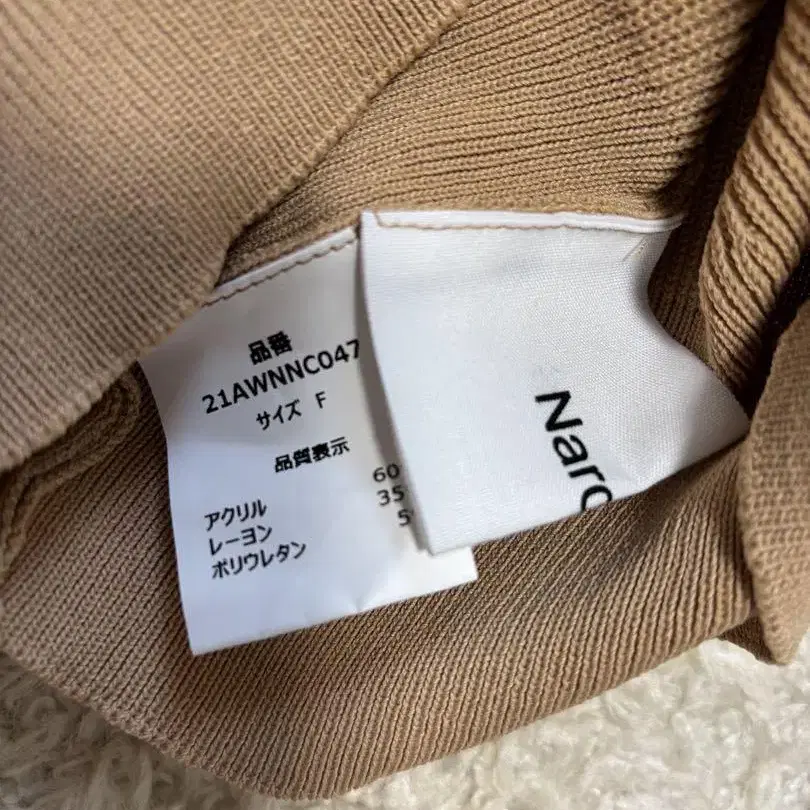 品番
21AWNNC047
サイズ F
品質表示
アクリル 60
レーヨン 35
ポリウレタン 5
Narc